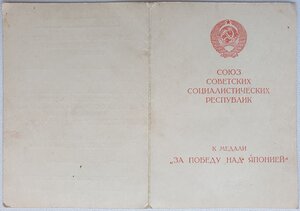 СОЮЗ
СОВЕТСКИХ
СОЦИАЛИСТИЧЕСКИХ
РЕСПУБЛИК
К МЕДАЛИ
„ЗА ПОБЕДУ НАД ЯПОНИЕЙ“